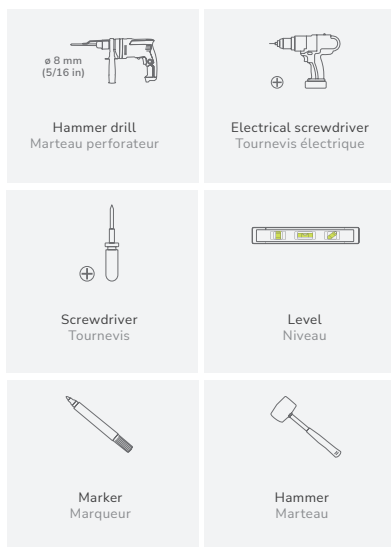 ø 8 mm
(5/16 in)
Hammer drill
Marteau perforateur
Electrical screwdriver
Tournevis électrique
Screwdriver
Tournevis
Level
Niveau
Marker
Marqueur
Hammer
Marteau